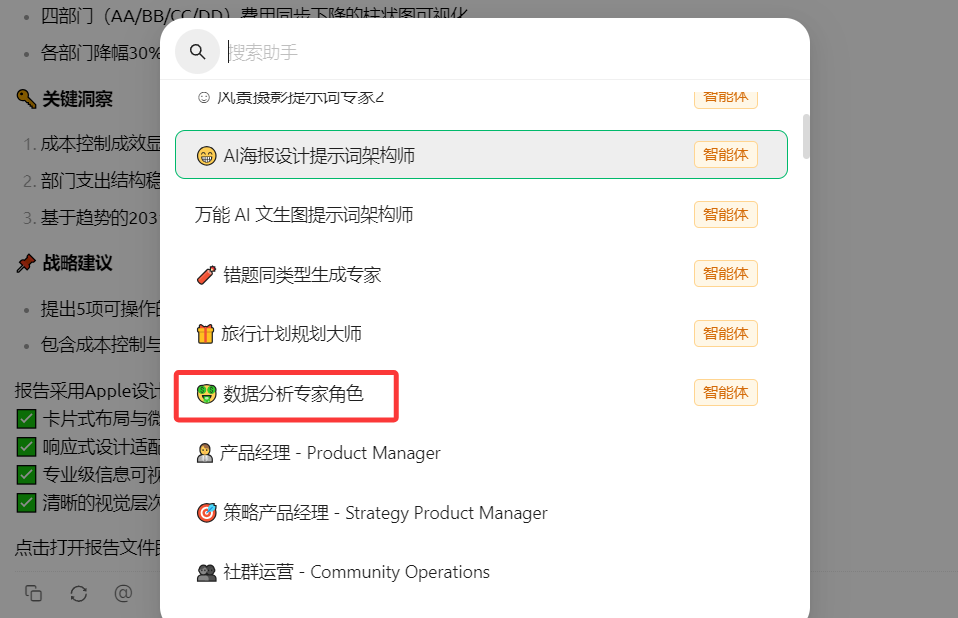 四部门（AA/BB/CC/DD）费用同步下降的柱状图可视化
各部门降幅30%
关键洞察
1. 成本控制成效显
2. 部门支出结构稳
3. 基于趋势的203
战略建议
提出5项可操作
包含成本控制与
报告采用Apple设计
卡片式布局与微
响应式设计适配
专业级信息可视
清晰的视觉层次
点击打开报告文件
搜索助手
风景摄影提示词专家2 智能体
AI海报设计提示词架构师 智能体
万能 AI 文生图提示词架构师 智能体
错题同类型生成专家 智能体
旅行计划规划大师 智能体
数据分析专家角色 智能体
产品经理 - Product Manager
策略产品经理 - Strategy Product Manager
社群运营 - Community Operations